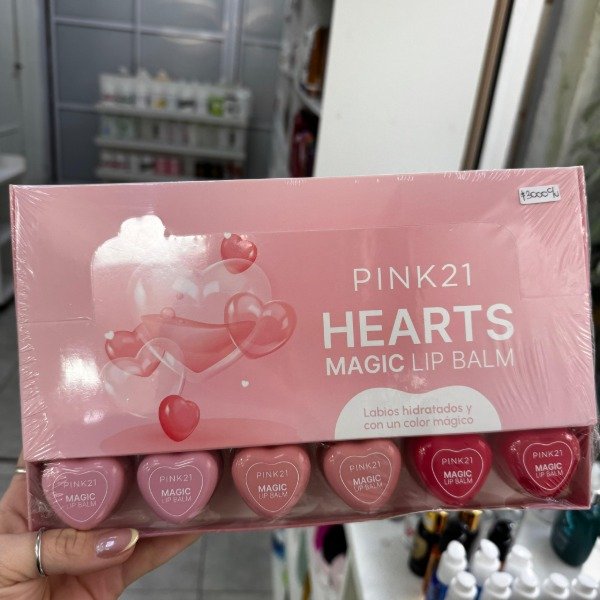 $3000 c/u
PINK21
HEARTS
MAGIC LIP BALM
Labios hidratados y
con un color magico
PINK21
MAGIC
LIP BALM
PINK21
MAGIC
LIP BALM
PINK21
MAGIC
LIP BALM
PINK21
MAGIC
LIP BALM
PINK21
MAGIC
LIP BALM
PINK21
MAGIC
LIP BALM